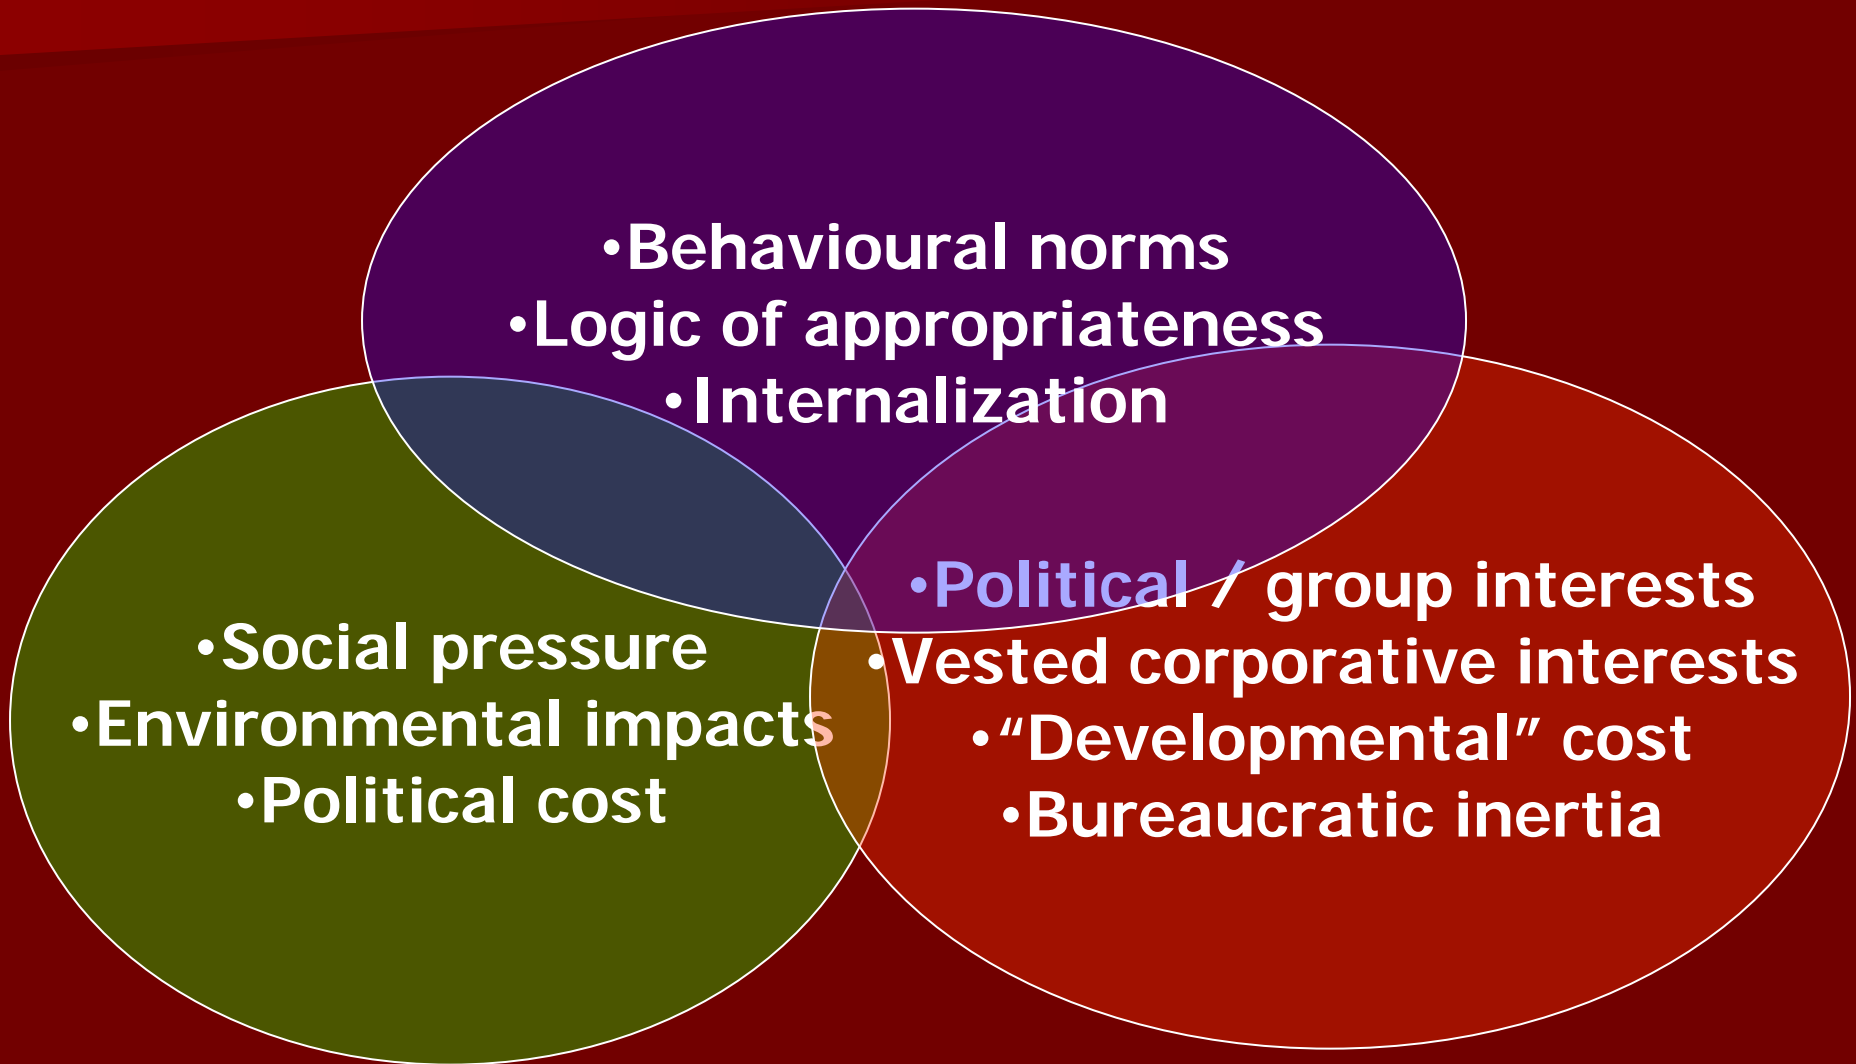 •Behavioural norms
•Logic of appropriateness
•Internalization
•Social pressure
•Environmental impacts
•Political cost
•Political / group interests
•Vested corporative interests
•“Developmental” cost
•Bureaucratic inertia